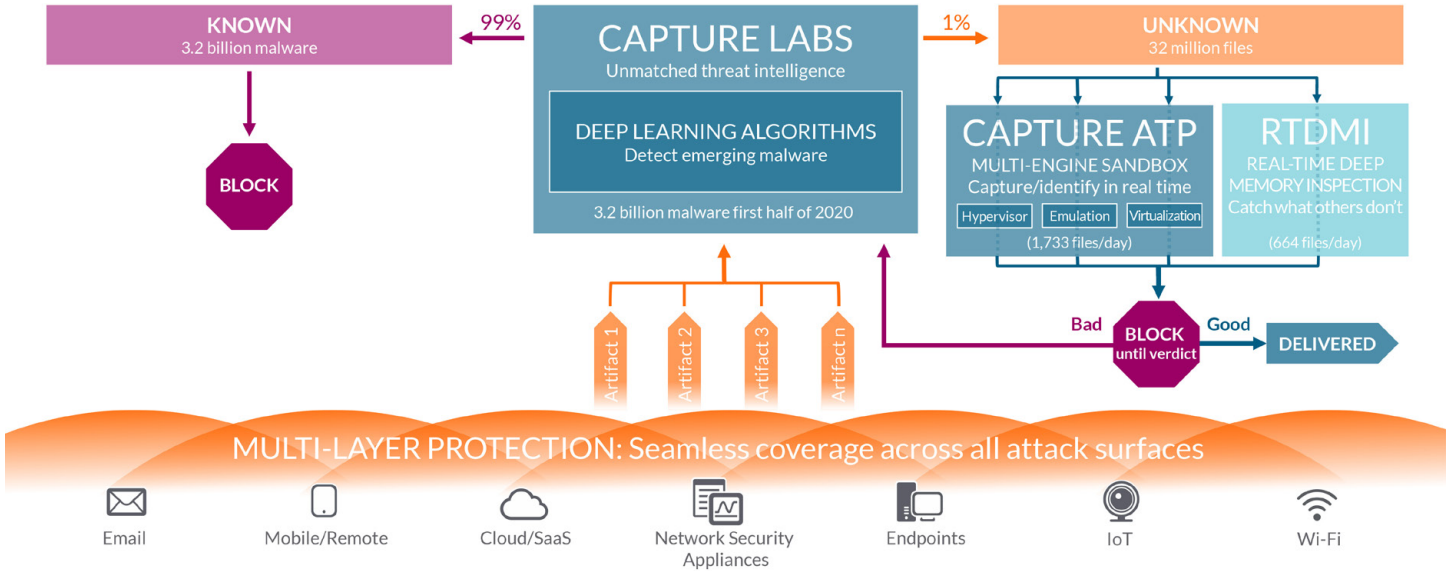 KNOWN
3.2 billion malware
99%
CAPTURE LABS
Unmatched threat intelligence
DEEP LEARNING ALGORITHMS
Detect emerging malware
3.2 billion malware first half of 2020
1%
UNKNOWN
32 million files
BLOCK
CAPTURE ATP
MULTI-ENGINE SANDBOX
Capture/identify in real time
Hypervisor
Emulation
Virtualization
(1,733 files/day)
RTDMI
REAL-TIME DEEP
MEMORY INSPECTION
Catch what others don't
(664 files/day)
Artifact 1
Artifact 2
Artifact 3
Artifact n
Bad
BLOCK
until verdict
Good
DELIVERED
MULTI-LAYER PROTECTION: Seamless coverage across all attack surfaces
Email
Mobile/Remote
Cloud/SaaS
Network Security
Appliances
Endpoints
IoT
Wi-Fi